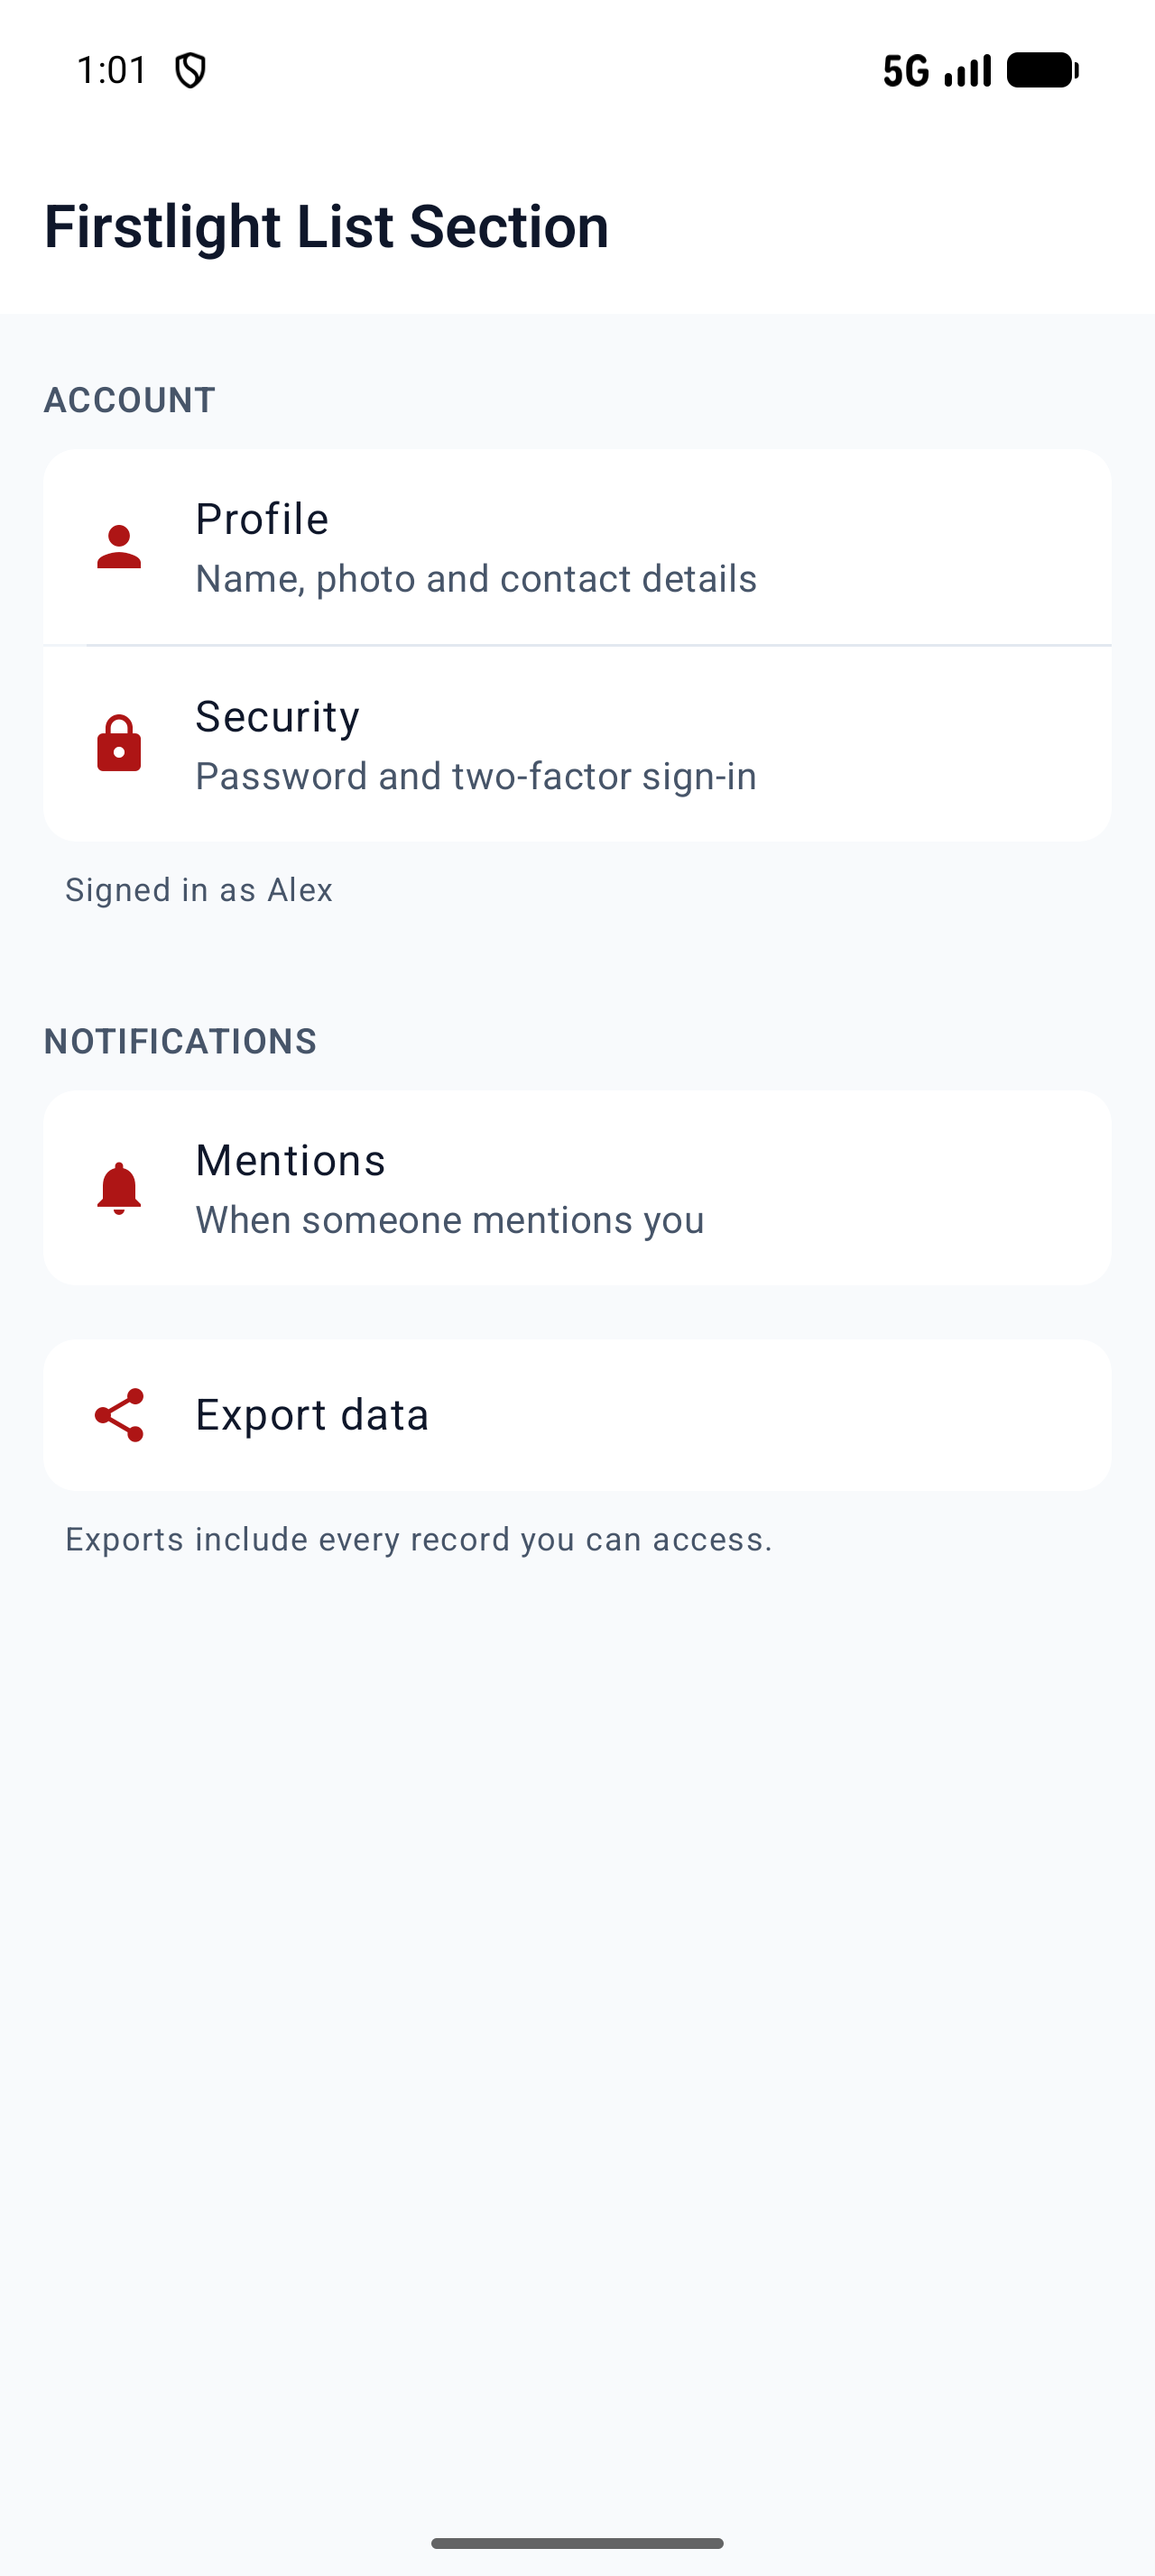 1:01
5G
Firstlight List Section
ACCOUNT
Profile
Name, photo and contact details
Security
Password and two-factor sign-in
Signed in as Alex
NOTIFICATIONS
Mentions
When someone mentions you
Export data
Exports include every record you can access.